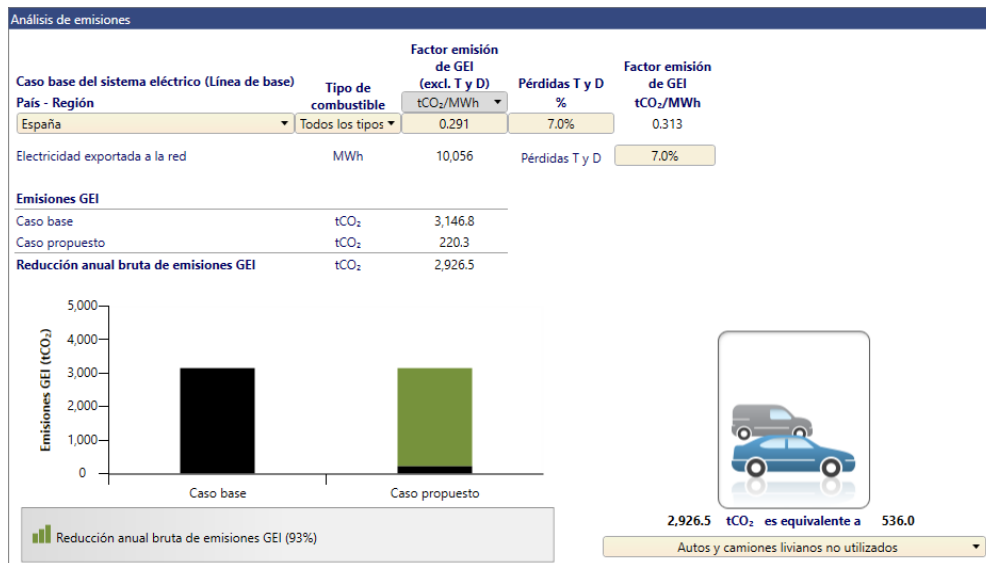 Análisis de emisiones
Factor emisión
de GEI
(excl. T y D)
Pérdidas T y D
%
Factor emisión
de GEI
tCO₂/MWh
Caso base del sistema eléctrico (Línea de base)
País - Región
Tipo de
combustible
tCO₂/MWh
España
Todos los tipos
0.291
7.0%
0.313
Electricidad exportada a la red
MWh
10,056
Pérdidas T y D
7.0%
Emisiones GEI
Caso base
tCO₂
3,146.8
Caso propuesto
tCO₂
220.3
Reducción anual bruta de emisiones GEI
tCO₂
2,926.5
Emisiones GEI (tCO₂)
5,000
4,000
3,000
2,000
1,000
0
Caso base
Caso propuesto
Reducción anual bruta de emisiones GEI (93%)
2,926.5 tCO₂ es equivalente a 536.0
Autos y camiones livianos no utilizados